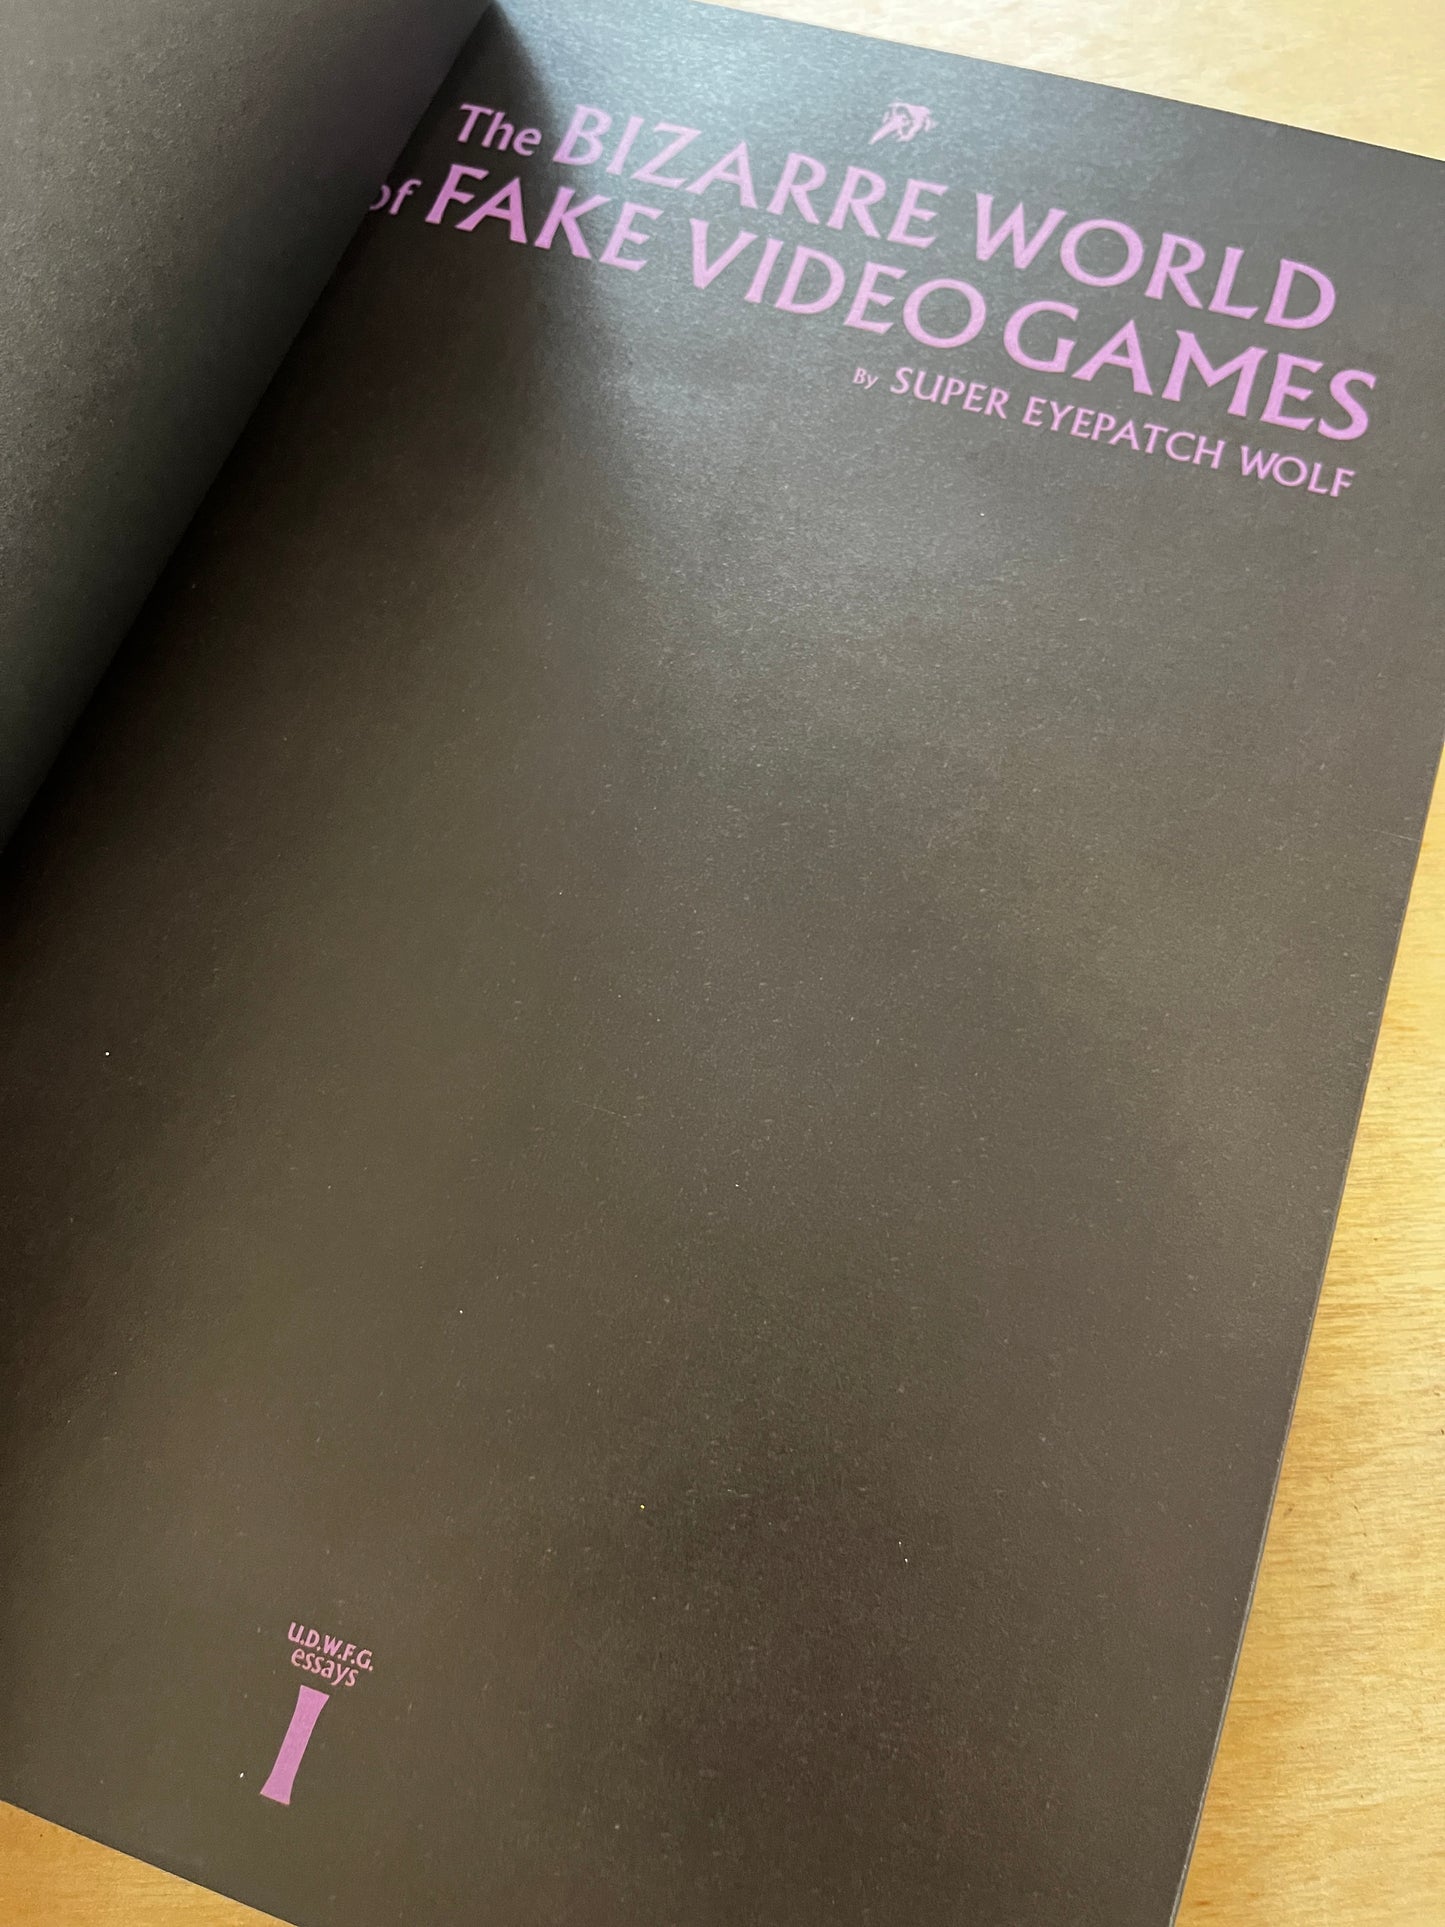 The BIZARRE WORLD
of FAKE VIDEO GAMES
By SUPER EYEPATCH WOLF
U.D.W.F.G.
essays
I